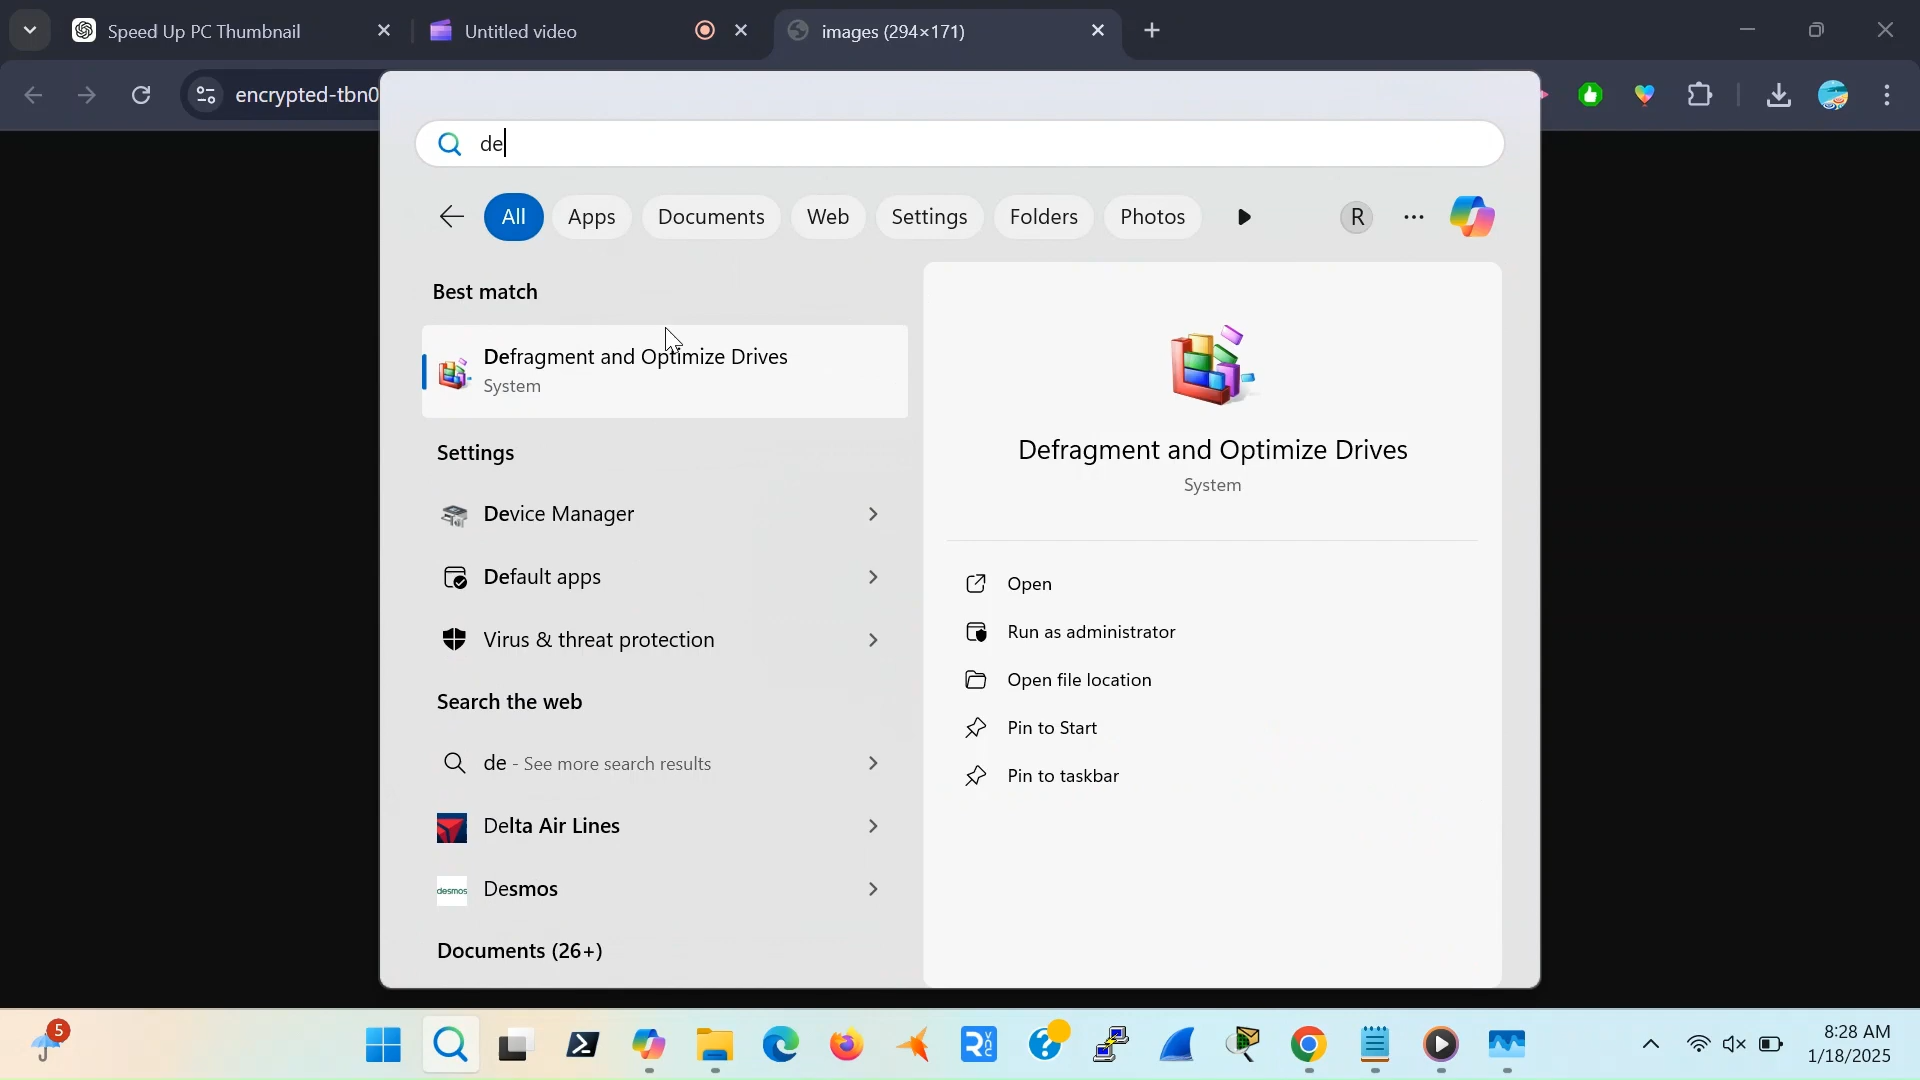 Speed Up PC Thumbnail
Untitled video
images (294×171)
encrypted-tbn0
de
All
Apps
Documents
Web
Settings
Folders
Photos
R
Best match
Defragment and Optimize Drives
System
Settings
Device Manager
Default apps
Virus & threat protection
Search the web
de - See more search results
Delta Air Lines
desmos
Desmos
Documents (26+)
Defragment and Optimize Drives
System
Open
Run as administrator
Open file location
Pin to Start
Pin to taskbar
5
8:28 AM
1/18/2025